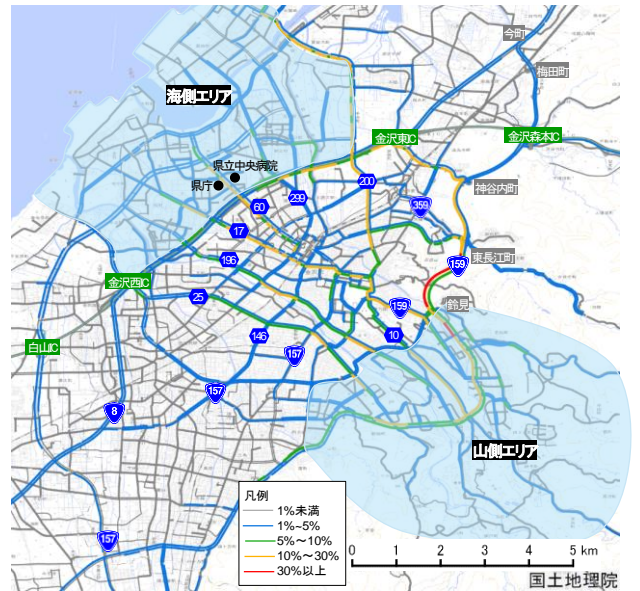 今町
梅田町
海側エリア
金沢東IC
金沢森本IC
県立中央病院
県庁
200
神谷内町
299
60
359
17
東長江町
196
159
金沢西IC
25
鈴見
159
146
10
白山IC
157
157
8
山側エリア
凡例
1%未満
1%~5%
5%～10%
10%～30%
30%以上
157
0 1 2 3 4 5 km
国土地理院